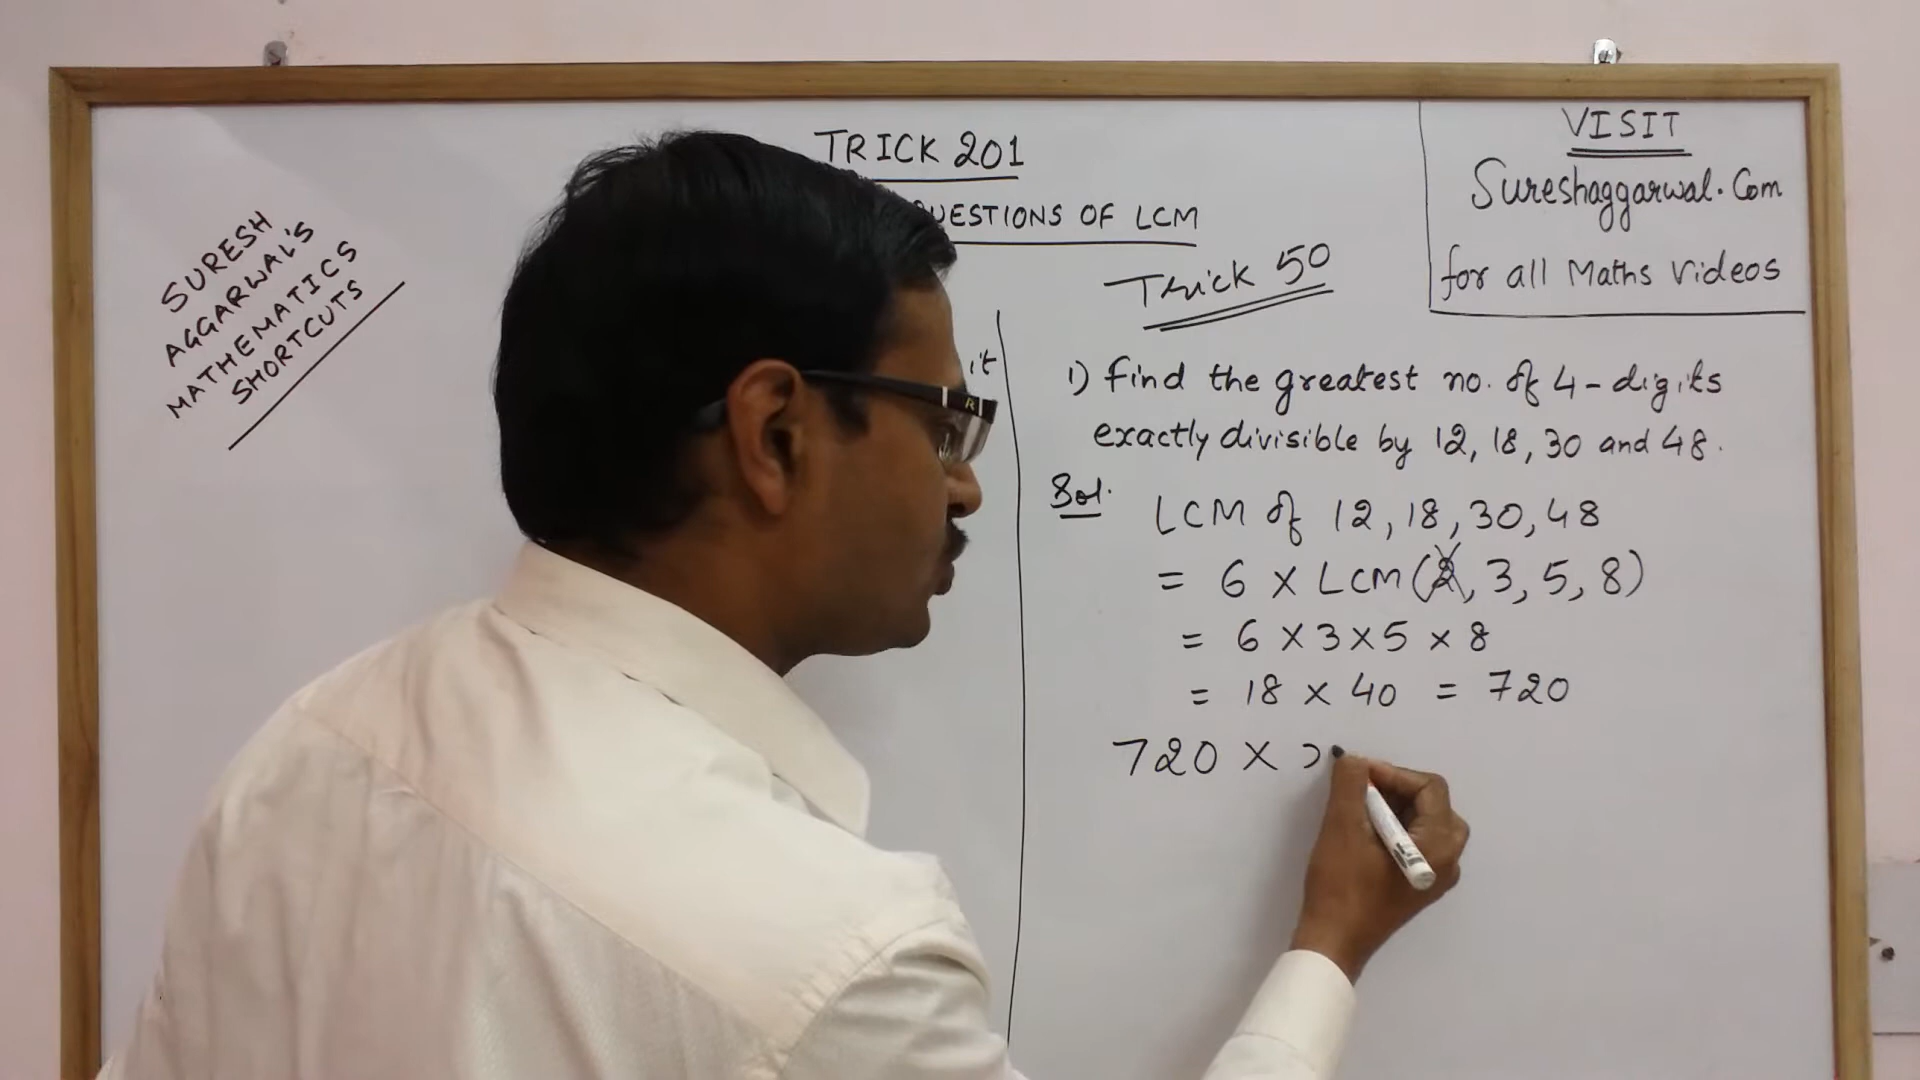 TRICK 201
QUESTIONS OF LCM
Trick 50
VISIT
Sureshaggarwal.Com
for all Maths Videos
SURESH
AGGARWAL'S
MATHEMATICS
SHORTCUTS
it
1) Find the greatest no. of 4-digits
exactly divisible by 12, 18, 30 and 48.
Sol. LCM of 12, 18, 30, 48
= 6 × LCM (2, 3, 5, 8)
= 6 × 3 × 5 × 8
= 18 × 40 = 720
720 ×